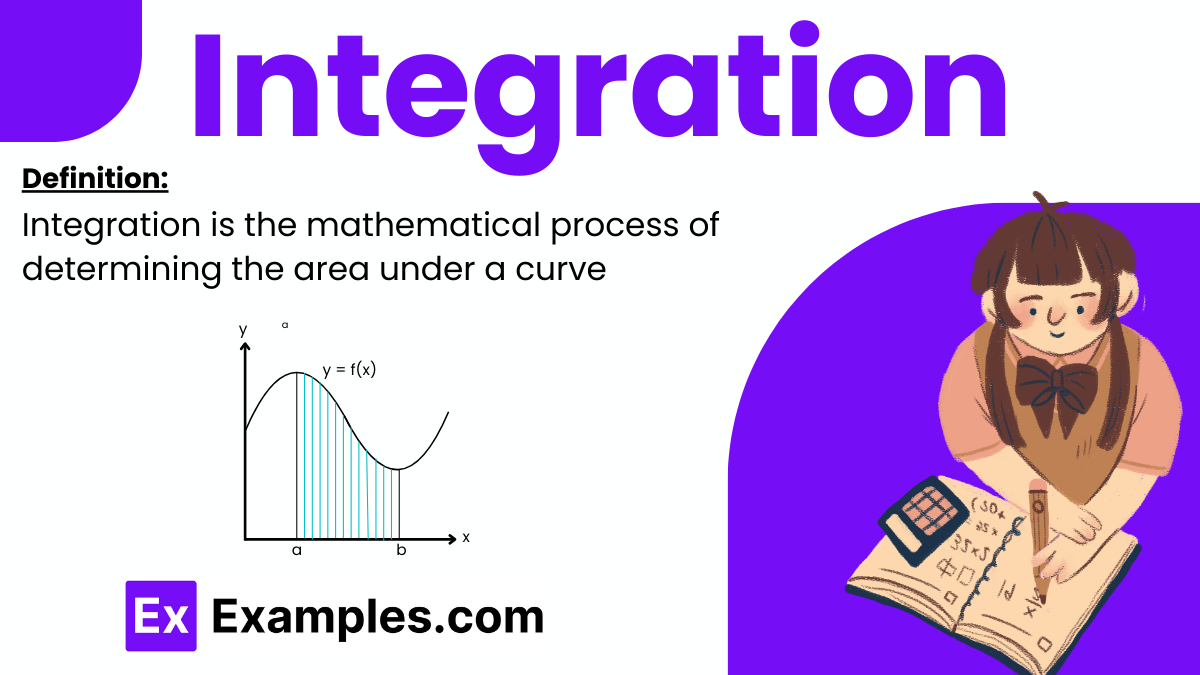 Integration
Definition:
Integration is the mathematical process of
determining the area under a curve
y
a
y = f(x)
x
a
b
Ex Examples.com